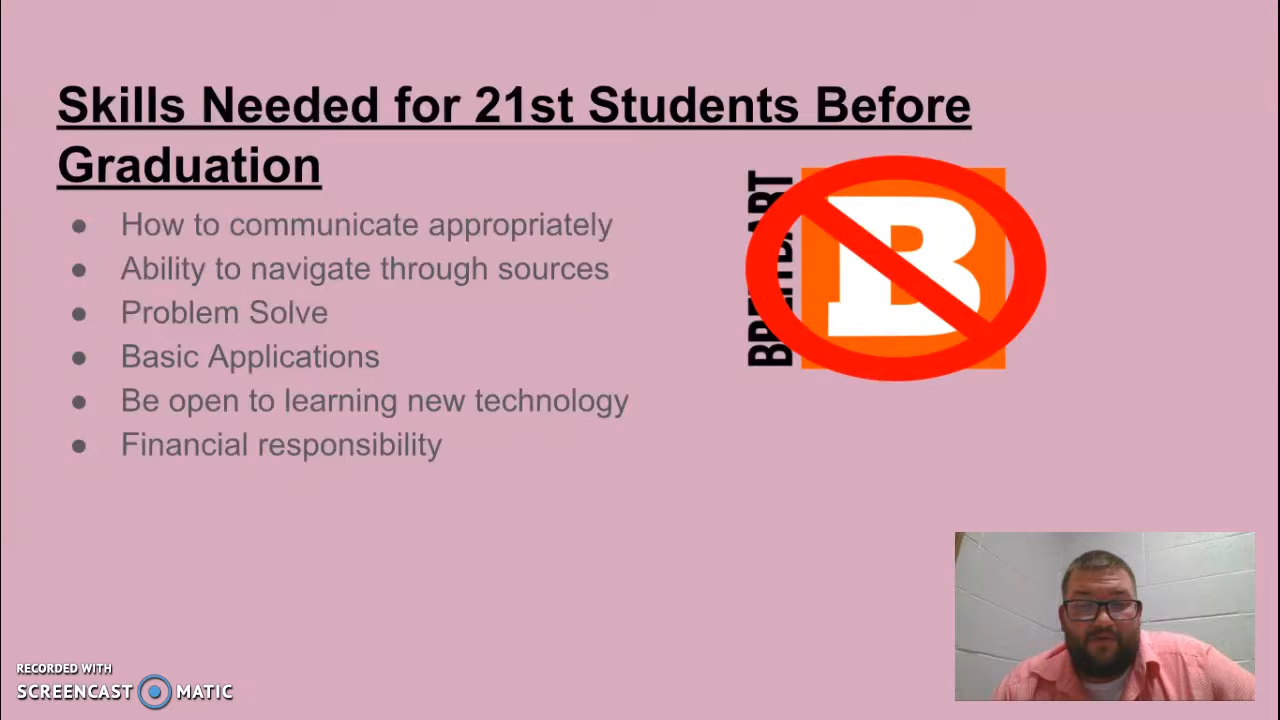 Skills Needed for 21st Students Before
Graduation
● How to communicate appropriately
● Ability to navigate through sources
● Problem Solve
● Basic Applications
● Be open to learning new technology
● Financial responsibility
BREITBART
B
RECORDED WITH
SCREENCAST MATIC